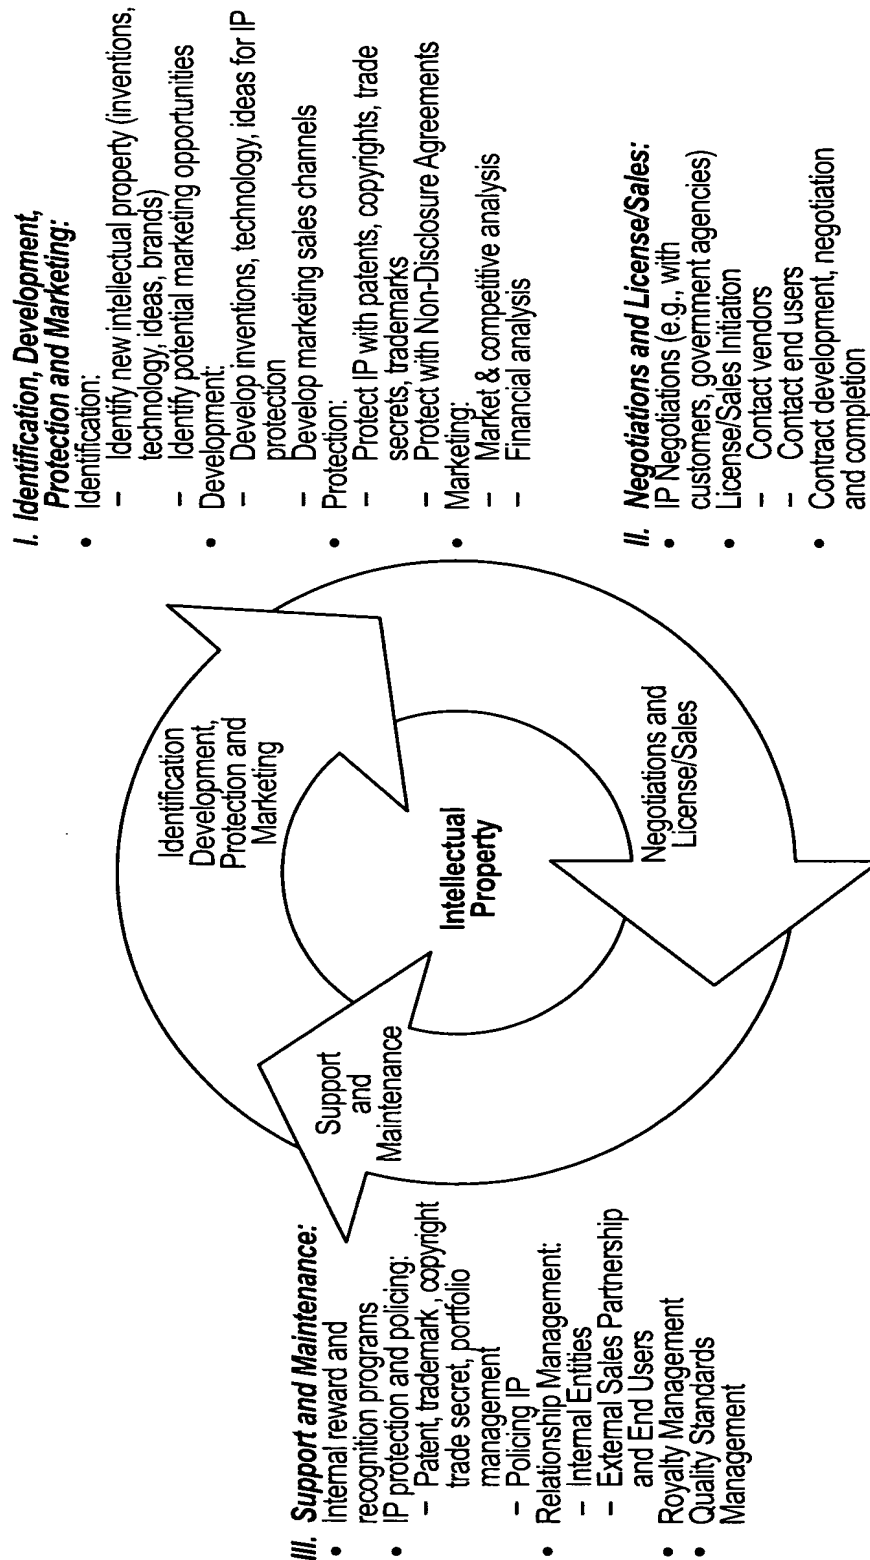 I. Identification, Development,
Protection and Marketing:
• Identification:
– Identify new intellectual property (inventions,
technology, ideas, brands)
– Identify potential marketing opportunities
• Development:
– Develop inventions, technology, ideas for IP
protection
– Develop marketing sales channels
• Protection:
– Protect IP with patents, copyrights, trade
secrets, trademarks
– Protect with Non-Disclosure Agreements
• Marketing:
– Market & competitive analysis
– Financial analysis
II. Negotiations and License/Sales:
• IP Negotiations (e.g., with
customers, government agencies)
• License/Sales Initiation
– Contact vendors
– Contact end users
• Contract development, negotiation
and completion
Identification
Development,
Protection and
Marketing
Intellectual
Property
Negotiations and
License/Sales
Support
and
Maintenance
III. Support and Maintenance:
• Internal reward and
recognition programs
• IP protection and policing:
– Patent, trademark , copyright
trade secret, portfolio
management
– Policing IP
• Relationship Management:
– Internal Entities
– External Sales Partnership
and End Users
• Royalty Management
• Quality Standards
Management